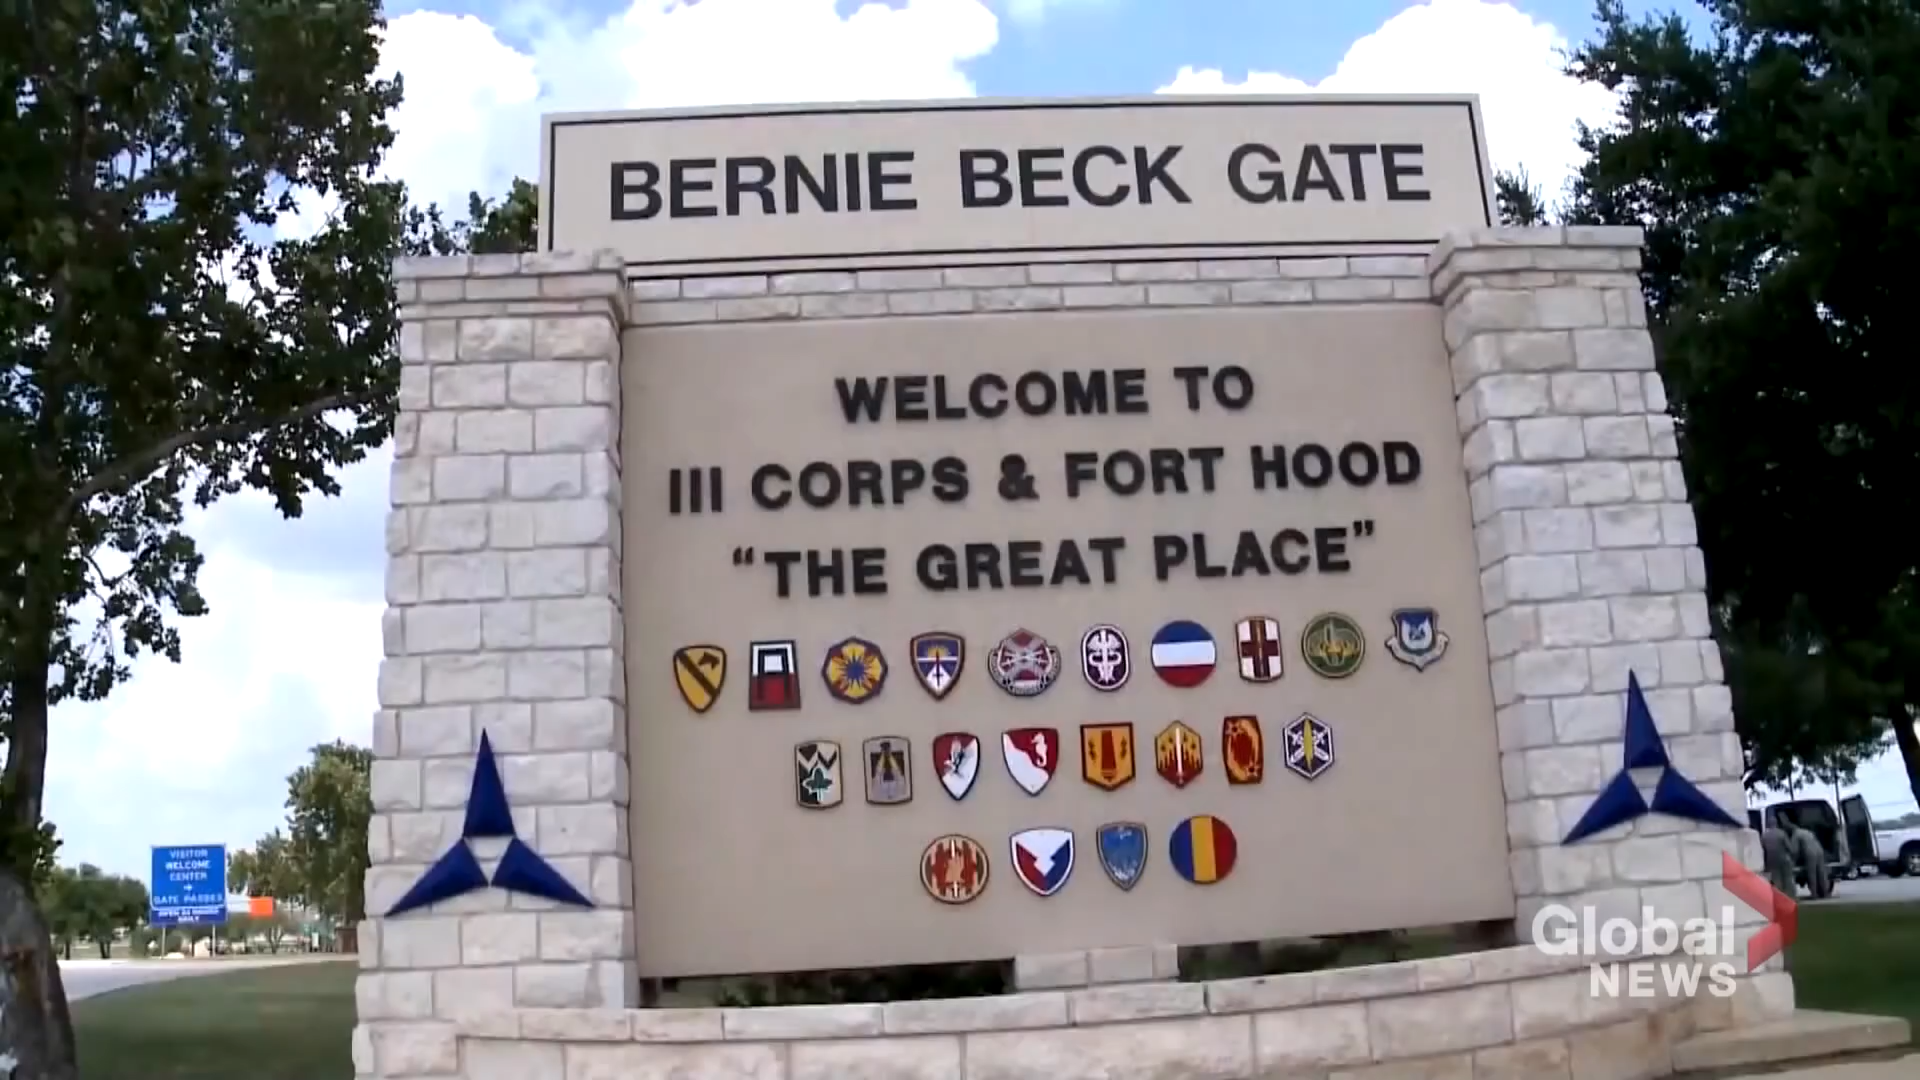 BERNIE BECK GATE
WELCOME TO
III CORPS & FORT HOOD
“THE GREAT PLACE”
VISITOR
WELCOME
CENTER
GATE PASSES
Global
NEWS